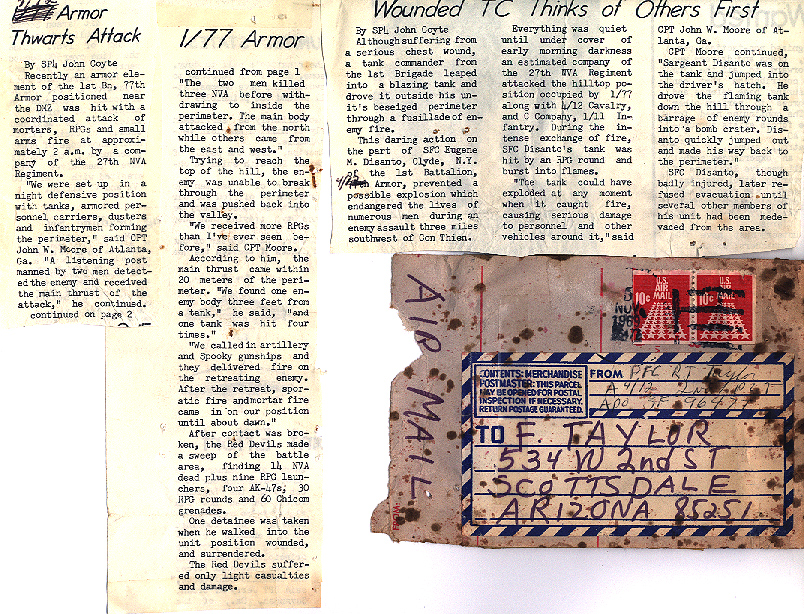 Armor
Thwarts Attack
By SP4 John Coyte
Recently an armor ele-
ment of the 1st Bn, 77th
Armor positioned near
the DMZ was hit with a
coordinated attack of
mortars, RPGs and small
arms fire at approxi-
mately 2 a.m. by a com-
pany of the 27th NVA
Regiment.
"We were set up in a
night defensive position
with tanks, armored per-
sonnel carriers, dusters
and infantrymen forming
the perimeter," said CPT
John W. Moore of Atlanta,
Ga. "A listening post
manned by two men detect-
ed the enemy and received
the main thrust of the
attack," he continued.
continued on page 2
1/77 Armor
continued from page 1
"The two men killed
three NVA before with-
drawing to inside the
perimeter. The main body
attacked from the north
while others came from
the east and west."
Trying to reach the
top of the hill, the en-
emy was unable to break
through the perimeter
and was pushed back into
the valley.
"We received more RPGs
than I've ever seen be-
fore," said CPT Moore.
According to him, the
main thrust came within
20 meters of the peri-
meter. "We found one en-
emy body three feet from
a tank," he said, "and
one tank was hit four
times."
"We called in artillery
and Spooky gunships and
they delivered fire on
the retreating enemy.
After the retreat, spor-
atic fire and mortar fire
came in on our position
until about dawn."
After contact was bro-
ken, the Red Devils made
a sweep of the battle
area, finding 14 NVA
dead plus nine RPG laun-
chers, four AK-47s, 30
RPG rounds and 60 Chicom
grenades.
One detainee was taken
when he walked into the
unit position wounded,
and surrendered.
The Red Devils suffer-
ed only light casualties
and damage.
Wounded TC Thinks of Others First
By SP4 John Coyte
Although suffering from
a serious chest wound,
a tank commander from
the 1st Brigade leaped
into a blazing tank and
drove it outside his un-
it's beseiged perimeter
through a fusillade of en-
emy fire.
This daring action on
the part of SFC Eugene
M. Disanto, Clyde, N.Y.
of the 1st Battalion,
Armor, prevented a
possible explosion which
endangered the lives of
numerous men during an
enemy assault three miles
southwest of Con Thien.
Everything was quiet
until under cover of
early morning darkness
an estimated company of
the 27th NVA Regiment
attacked the hilltop po-
sition occupied by 1/77
along with 4/12 Cavalry,
and C Company, 1/11 In-
fantry. During the in-
tense exchange of fire,
SFC Disanto's tank was
hit by an RPG round and
burst into flames.
"The tank could have
exploded at any moment
when it caught fire,
causing serious damage
to personnel and other
vehicles around it," said
CPT John W. Moore of At-
lanta, Ga.
CPT Moore continued,
"Sargeant Disanto was on
the tank and jumped into
the driver's hatch. He
drove the flaming tank
down the hill through a
barrage of enemy rounds
into a bomb crater. Dis-
anto quickly jumped out
and made his way back to
the perimeter."
SFC Disanto, though
badly injured, later re-
fused evacuation until
several other members of
his unit had been mede-
vaced from the area.
AIR MAIL
5
NOV
1969
U.S.
AIR
MAIL
10¢
U.S.
AIR
MAIL
10¢
CONTENTS: MERCHANDISE
POSTMASTER: THIS PARCEL
MAY BE OPENED FOR POSTAL
INSPECTION IF NECESSARY.
RETURN POSTAGE GUARANTEED.
FROM PFC RT Taylor
A 4/12
APO SF
TO F. TAYLOR
534 W 2nd ST
SCOTTSDALE
ARIZONA 85251